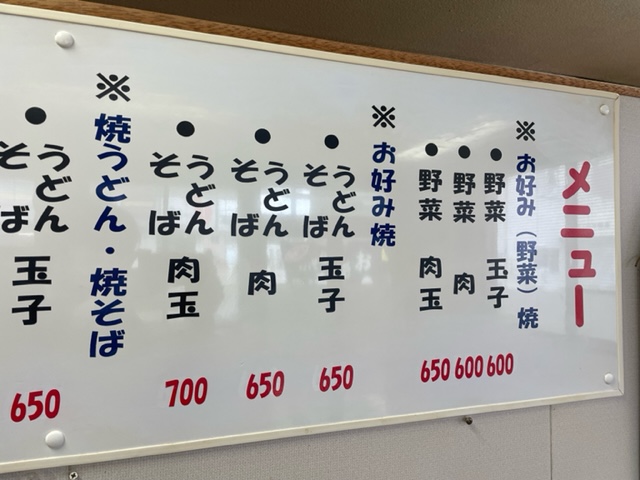 メニュー
※お好み(野菜)焼
●野菜 玉子 600
●野菜 肉 600
●野菜 肉玉 650
※お好み焼
●うどんそば 玉子 650
●うどんそば 肉 650
●うどんそば 肉玉 700
※焼うどん・焼そば
●うどんそば 玉子 650